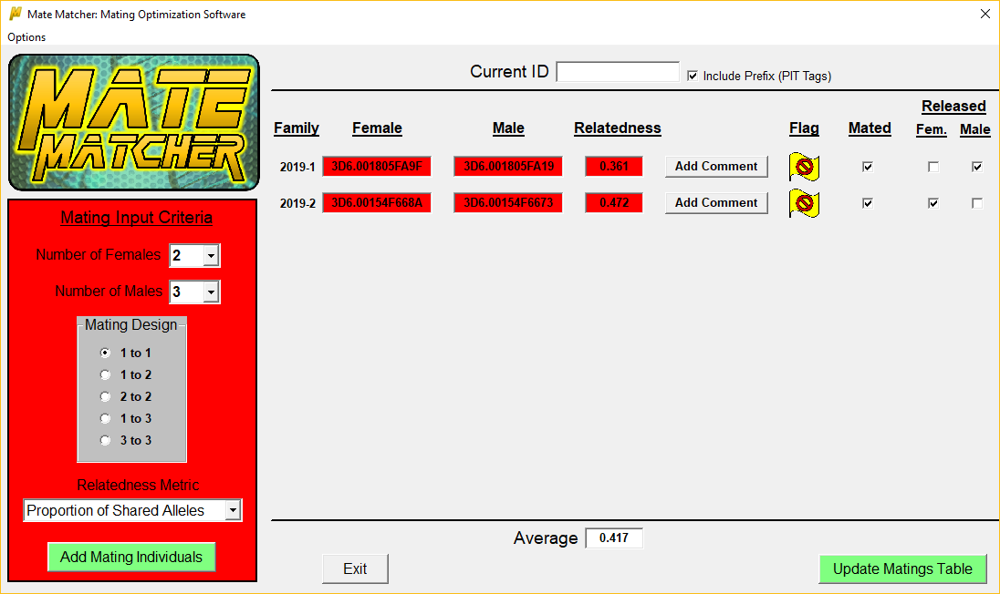 Mate Matcher: Mating Optimization Software
Options
MATE
MATCHER
Current ID
Include Prefix (PIT Tags)
Released
Family Female Male Relatedness Flag Mated Fem. Male
2019-1 3D6.001805FA9F 3D6.001805FA19 0.361 Add Comment
2019-2 3D6.00154F668A 3D6.00154F6673 0.472 Add Comment
Mating Input Criteria
Number of Females 2
Number of Males 3
Mating Design
1 to 1
1 to 2
2 to 2
1 to 3
3 to 3
Relatedness Metric
Proportion of Shared Alleles
Add Mating Individuals
Average 0.417
Exit
Update Matings Table